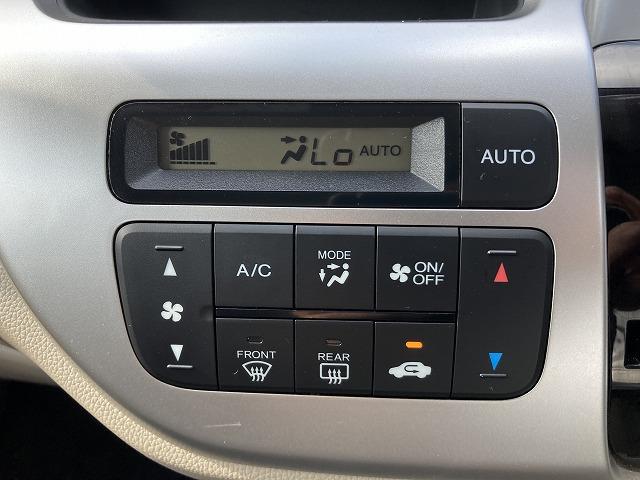 Lo AUTO
AUTO
A/C
MODE
ON/
OFF
FRONT
REAR